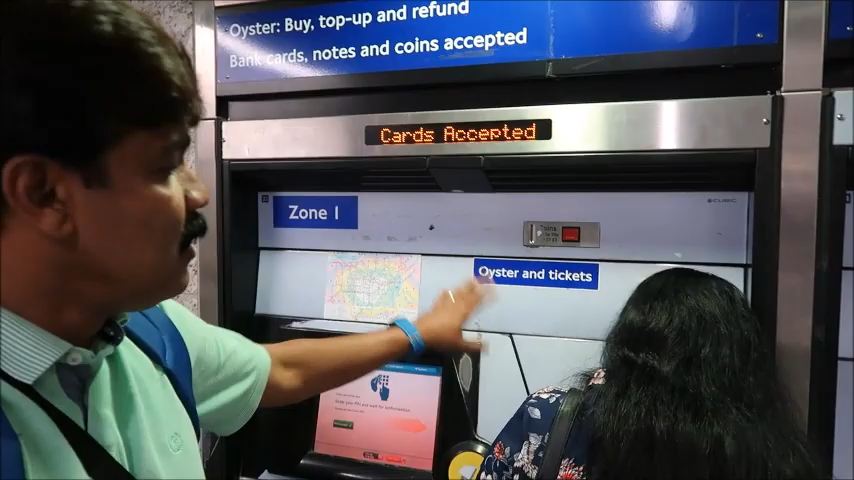 Oyster: Buy, top-up and refund
Bank cards, notes and coins accepted.
Cards Accepted
Zone 1
CUBIC
Coins
Oyster and tickets